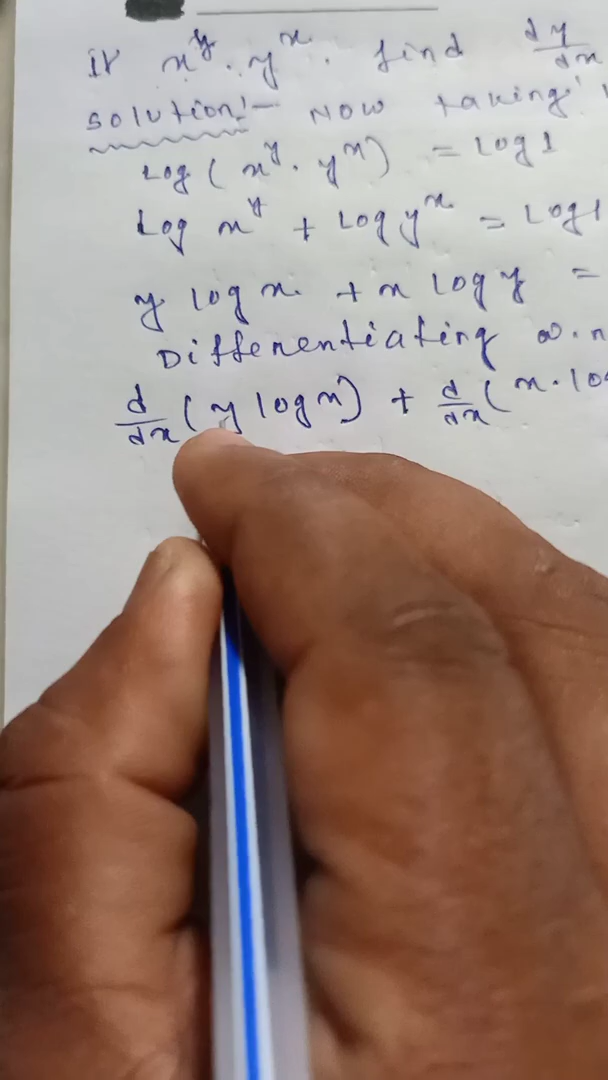 If x^y . y^x . find dy/dx
Solution:- Now taking
Log ( x^y . y^x ) = Log 1
Log x^y + Log y^x = Log 1
y log x + x log y =
Differentiating w.
d/dx ( y log x ) + d/dx ( x . lo